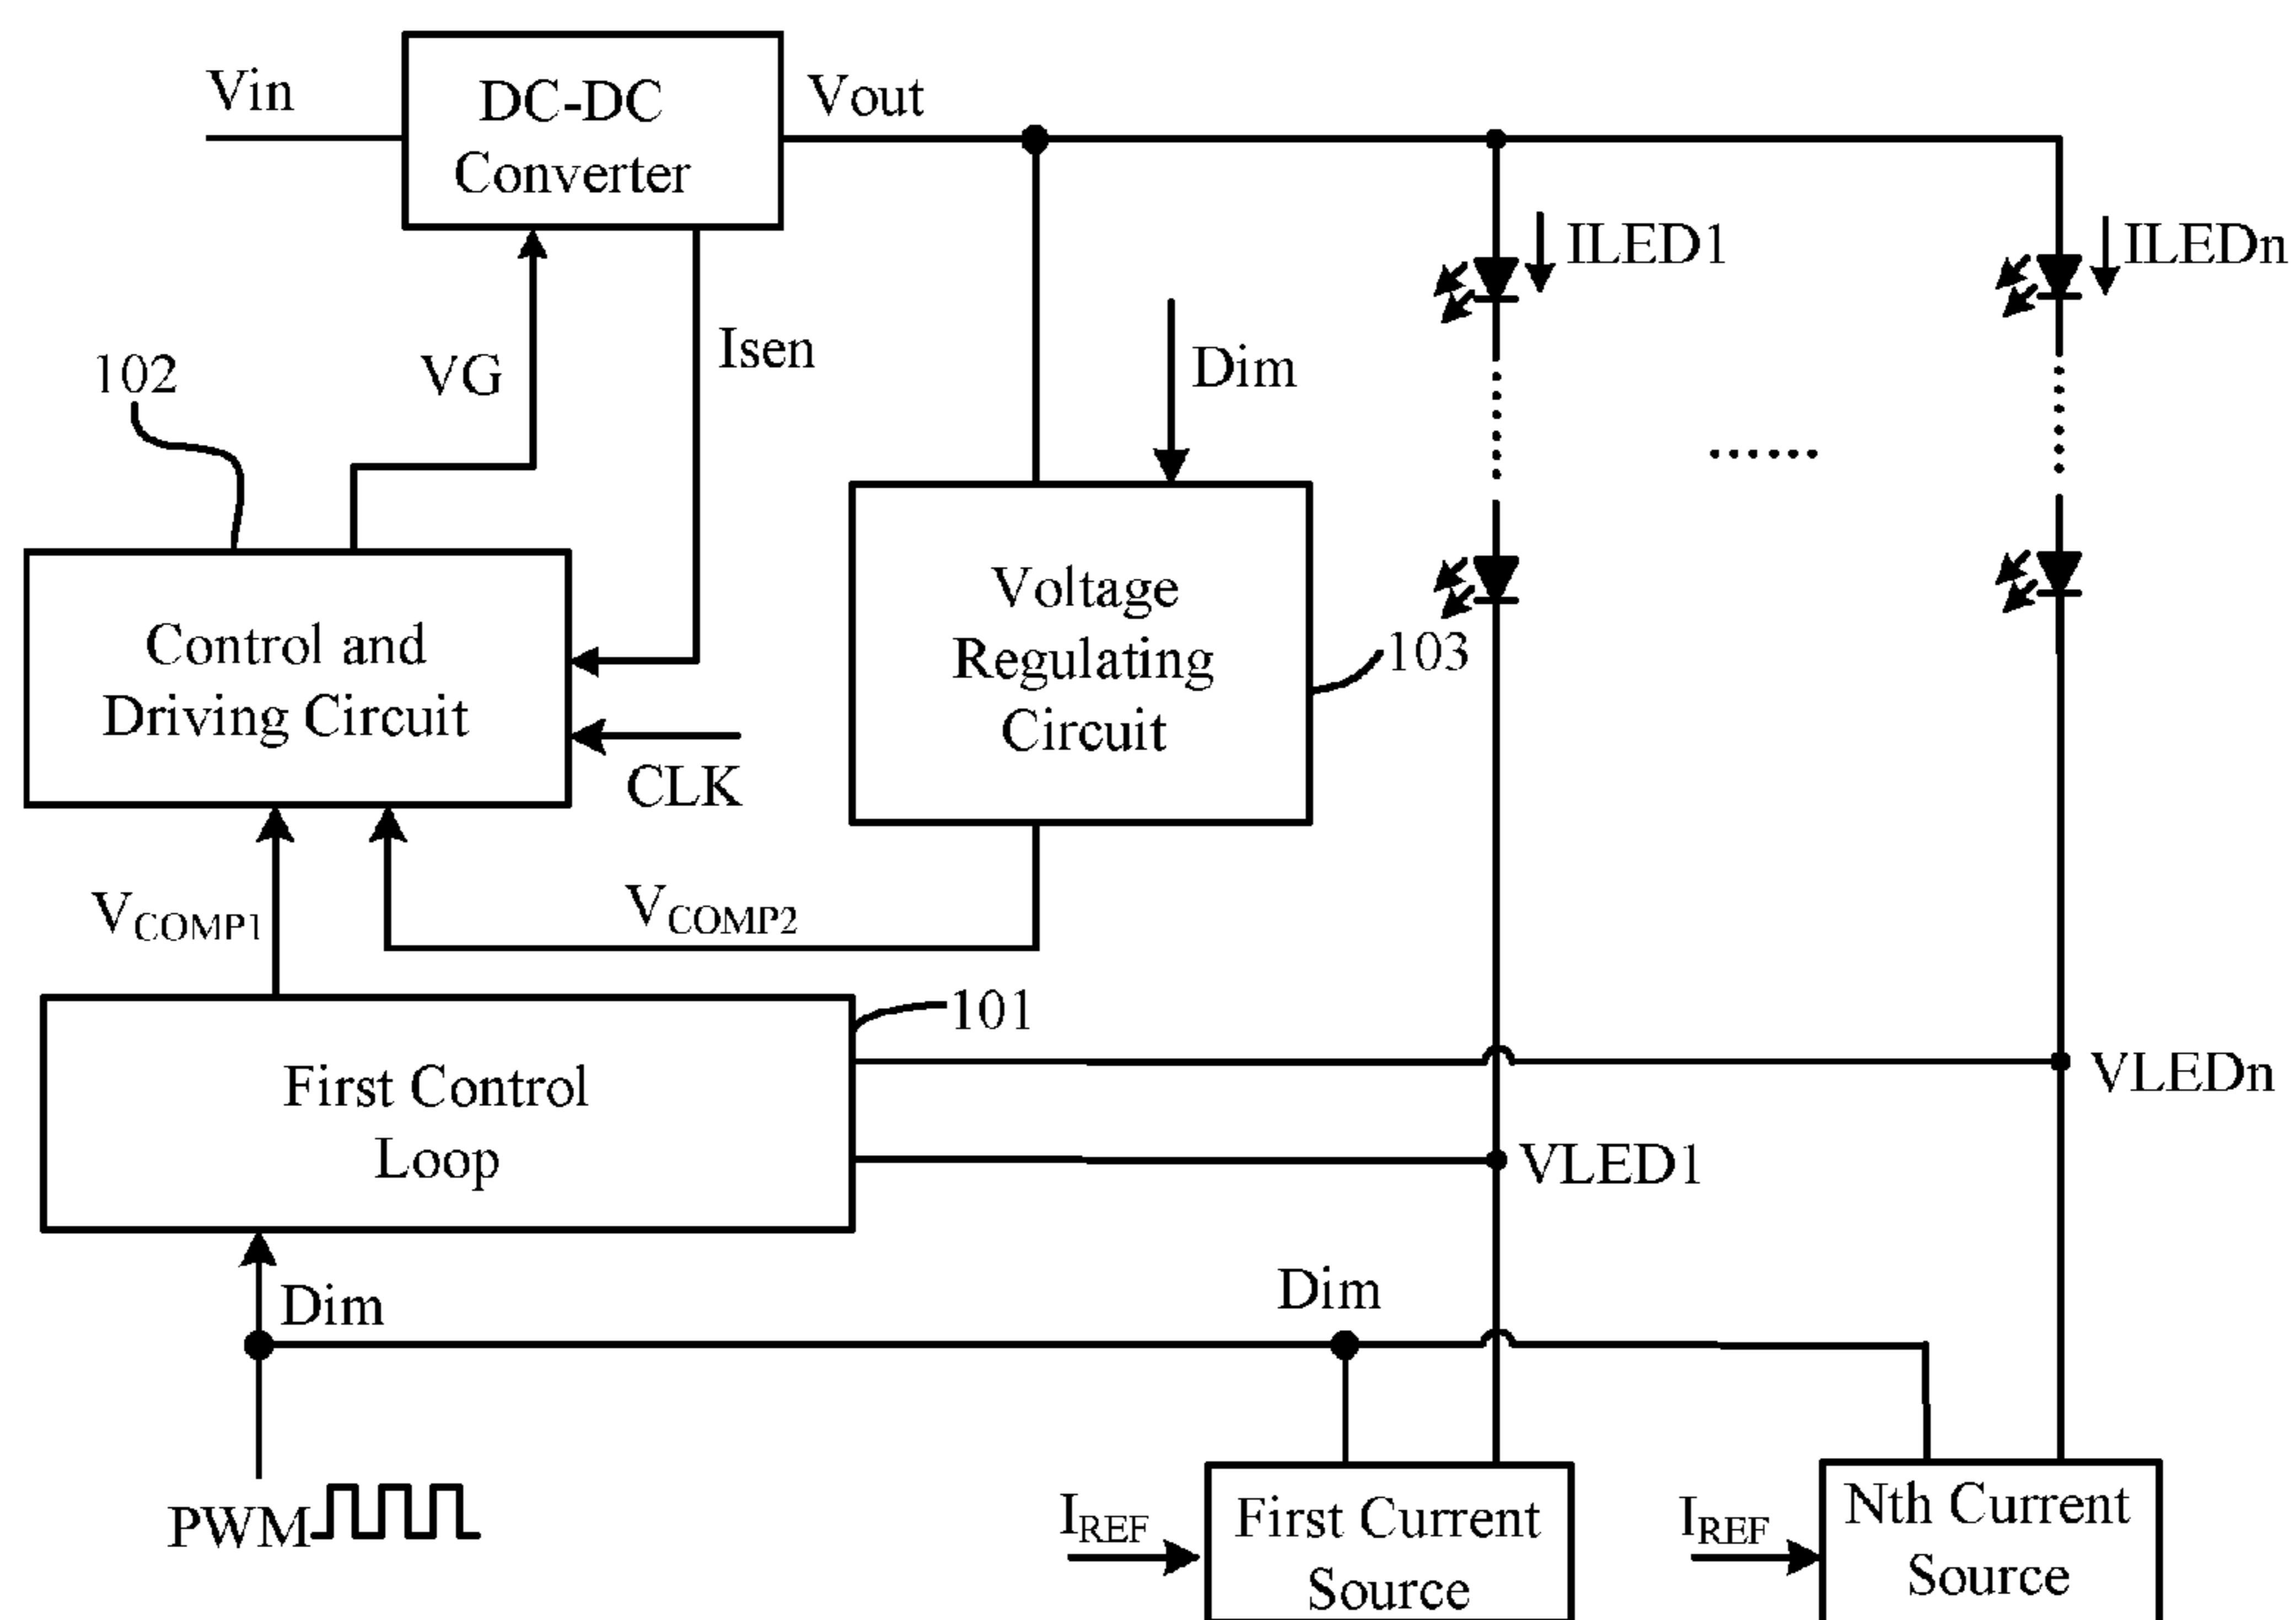 Vin
DC-DC
Converter
Vout
ILED1
ILEDn
Isen
VG
Dim
102
Voltage
Regulating
Circuit
103
Control and
Driving Circuit
CLK
VCOMP1
VCOMP2
101
First Control
Loop
VLEDn
VLED1
Dim
Dim
PWM
IREF
First Current
Source
IREF
Nth Current
Source